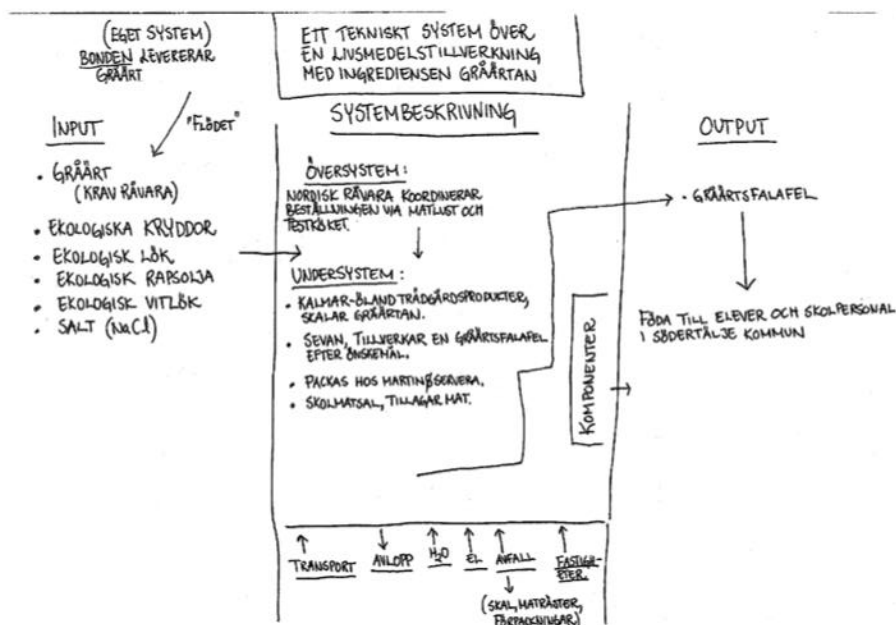 (EGET SYSTEM)
BONDEN LEVERERAR
GRÅÄRT
ETT TEKNISKT SYSTEM ÖVER
EN LIVSMEDELSTILLVERKNING
MED INGREDIENSEN GRÅÄRTAN
INPUT
"FLÖDET"
• GRÅÄRT
(KRAV RÅVARA)
• EKOLOGISKA KRYDDOR
• EKOLOGISK LÖK
• EKOLOGISK RAPSOLJA
• EKOLOGISK VITLÖK
• SALT (NaCl)
SYSTEMBESKRIVNING
ÖVERSYSTEM:
NORDISK RÅVARA KOORDINERAR
BESTÄLLNINGEN VIA MATLUST OCH
TESTKÖKET.
UNDERSYSTEM:
• KALMAR-ÖLAND TRÄDGÅRDSPRODUKTER,
SKALAR GRÅÄRTAN.
• SEVAN, TILLVERKAR EN GRÅÄRTSFALAFEL
EFTER ÖNSKEMÅL.
• PACKAS HOS MARTIN&SERVERA.
• SKOLMATSAL, TILLAGAR MAT.
KOMPONENTER
OUTPUT
• GRÅÄRTSFALAFEL
FÖDA TILL ELEVER OCH SKOLPERSONAL
I SÖDERTÄLJE KOMMUN
TRANSPORT
AVLOPP
H2O
EL
AVFALL
FASTIGH-
ETER
(SKAL, MATRÄSTER,
FÖRPACKNINGAR)